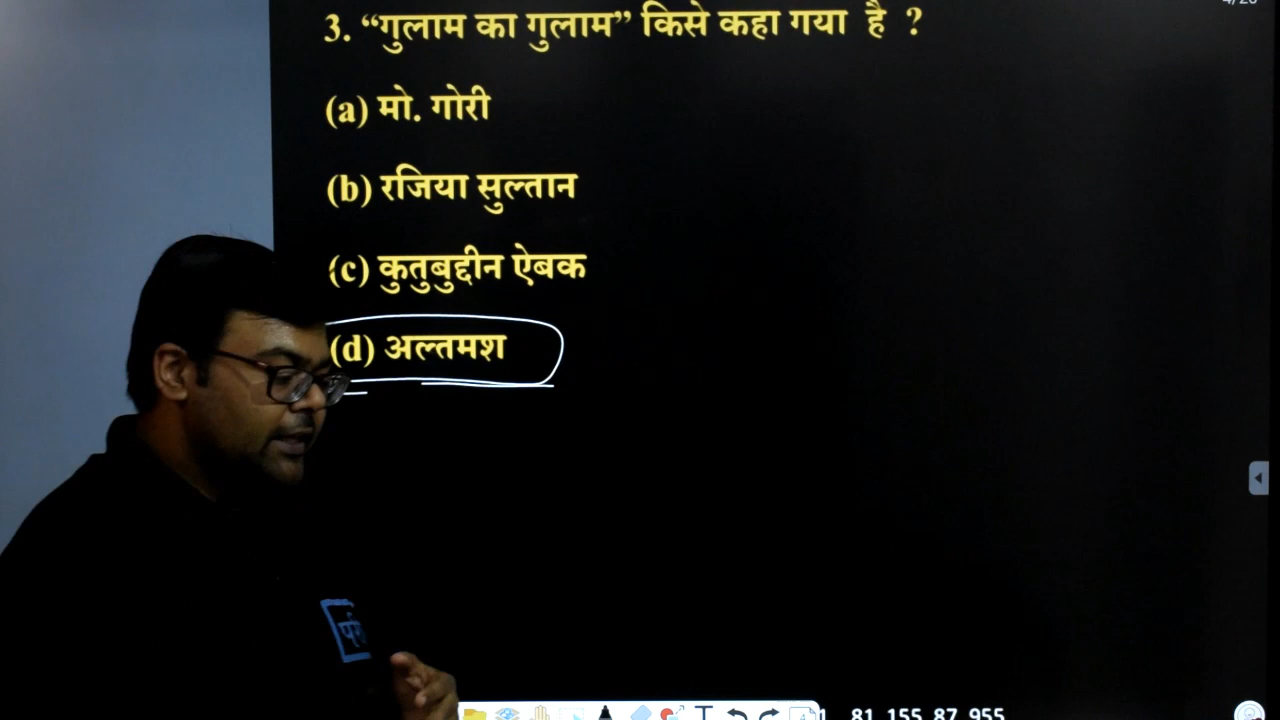 3. “गुलाम का गुलाम” किसे कहा गया है ?
(a) मो. गोरी
(b) रजिया सुल्तान
(c) कुतुबुद्दीन ऐबक
(d) अल्तमश
81 155 87 955